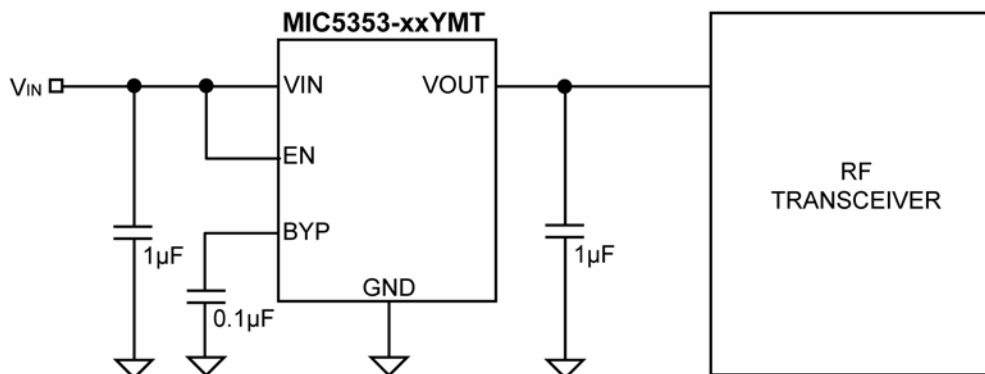 MIC5353-xxYMT
VIN
VIN
VOUT
EN
BYP
GND
1µF
0.1µF
1µF
RF
TRANSCEIVER